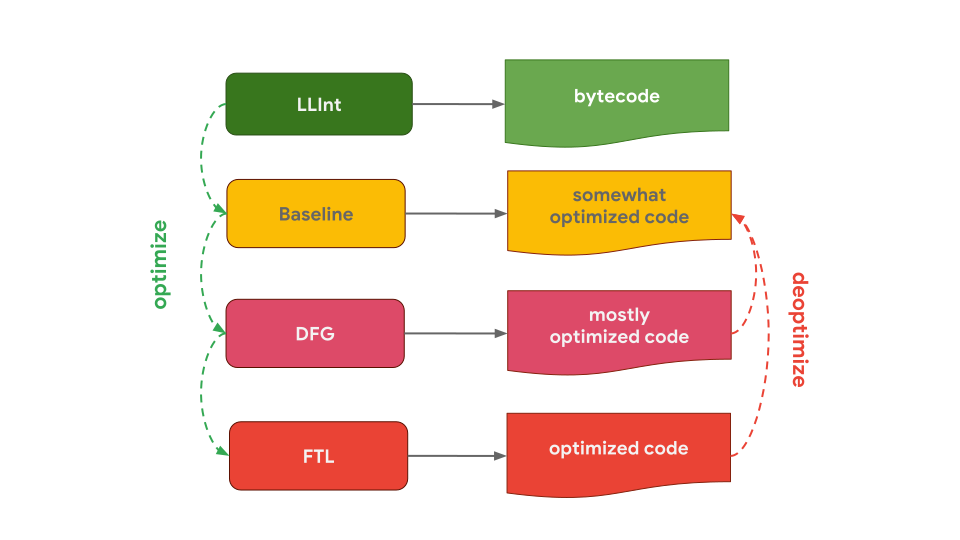 LLInt
bytecode
Baseline
somewhat
optimized code
optimize
DFG
mostly
optimized code
deoptimize
FTL
optimized code